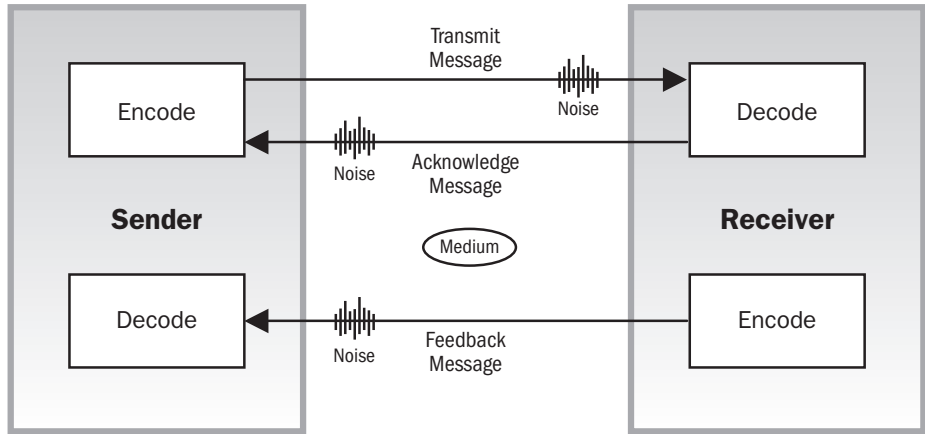 Transmit
Message
Encode
Noise
Decode
Noise
Acknowledge
Message
Sender
Receiver
Medium
Decode
Noise
Feedback
Message
Encode